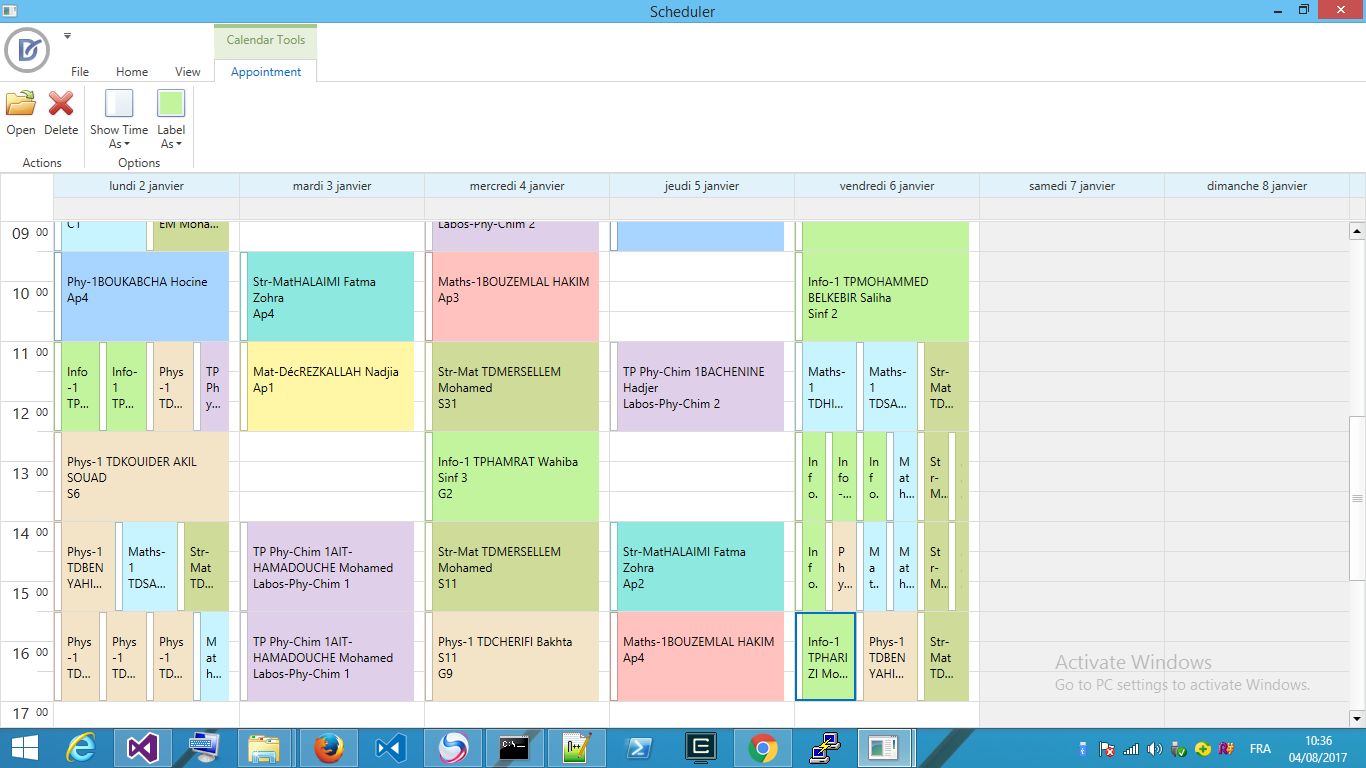 Scheduler
Calendar Tools
File Home View Appointment
Open Delete Show Time As Label As
Actions Options
lundi 2 janvier mardi 3 janvier mercredi 4 janvier jeudi 5 janvier vendredi 6 janvier samedi 7 janvier dimanche 8 janvier
09 00
CT
EM Moha...
Labos-Phy-Chim 2
10 00
Phy-1BOUKABCHA Hocine
Ap4
Str-MatHALAIMI Fatma
Zohra
Ap4
Maths-1BOUZEMLAL HAKIM
Ap3
Info-1 TPMOHAMMED
BELKEBIR Saliha
Sinf 2
11 00
Info
-1
TP...
Info-
1
TP...
Phys
-1
TD...
TP
Ph
y...
Mat-DécREZKALLAH Nadjia
Ap1
Str-Mat TDMERSELLEM
Mohamed
S31
TP Phy-Chim 1BACHENINE
Hadjer
Labos-Phy-Chim 2
Maths-
1
TDHI...
Maths-
1
TDSA...
Str-
Mat
TD...
12 00
13 00
Phys-1 TDKOUIDER AKIL
SOUAD
S6
Info-1 TPHAMRAT Wahiba
Sinf 3
G2
In
f
o.
In
fo
-...
In
f
o.
M
at
h...
St
r-
M...
14 00
Phys-1
TDBEN
YAHI...
Maths-
1
TDSA...
Str-
Mat
TD...
TP Phy-Chim 1AIT-
HAMADOUCHE Mohamed
Labos-Phy-Chim 1
Str-Mat TDMERSELLEM
Mohamed
S11
Str-MatHALAIMI Fatma
Zohra
Ap2
In
f
o.
P
h
y...
M
a
t.
M
at
h...
St
r-
M...
15 00
16 00
Phys
-1
TD...
Phys
-1
TD...
Phys
-1
TD...
M
at
h...
TP Phy-Chim 1AIT-
HAMADOUCHE Mohamed
Labos-Phy-Chim 1
Phys-1 TDCHERIFI Bakhta
S11
G9
Maths-1BOUZEMLAL HAKIM
Ap4
Info-1
TPHARI
ZI Mo...
Phys-1
TDBEN
YAHI...
Str-
Mat
TD...
Activate Windows
Go to PC settings to activate Windows.
17 00
FRA
10:36
04/08/2017